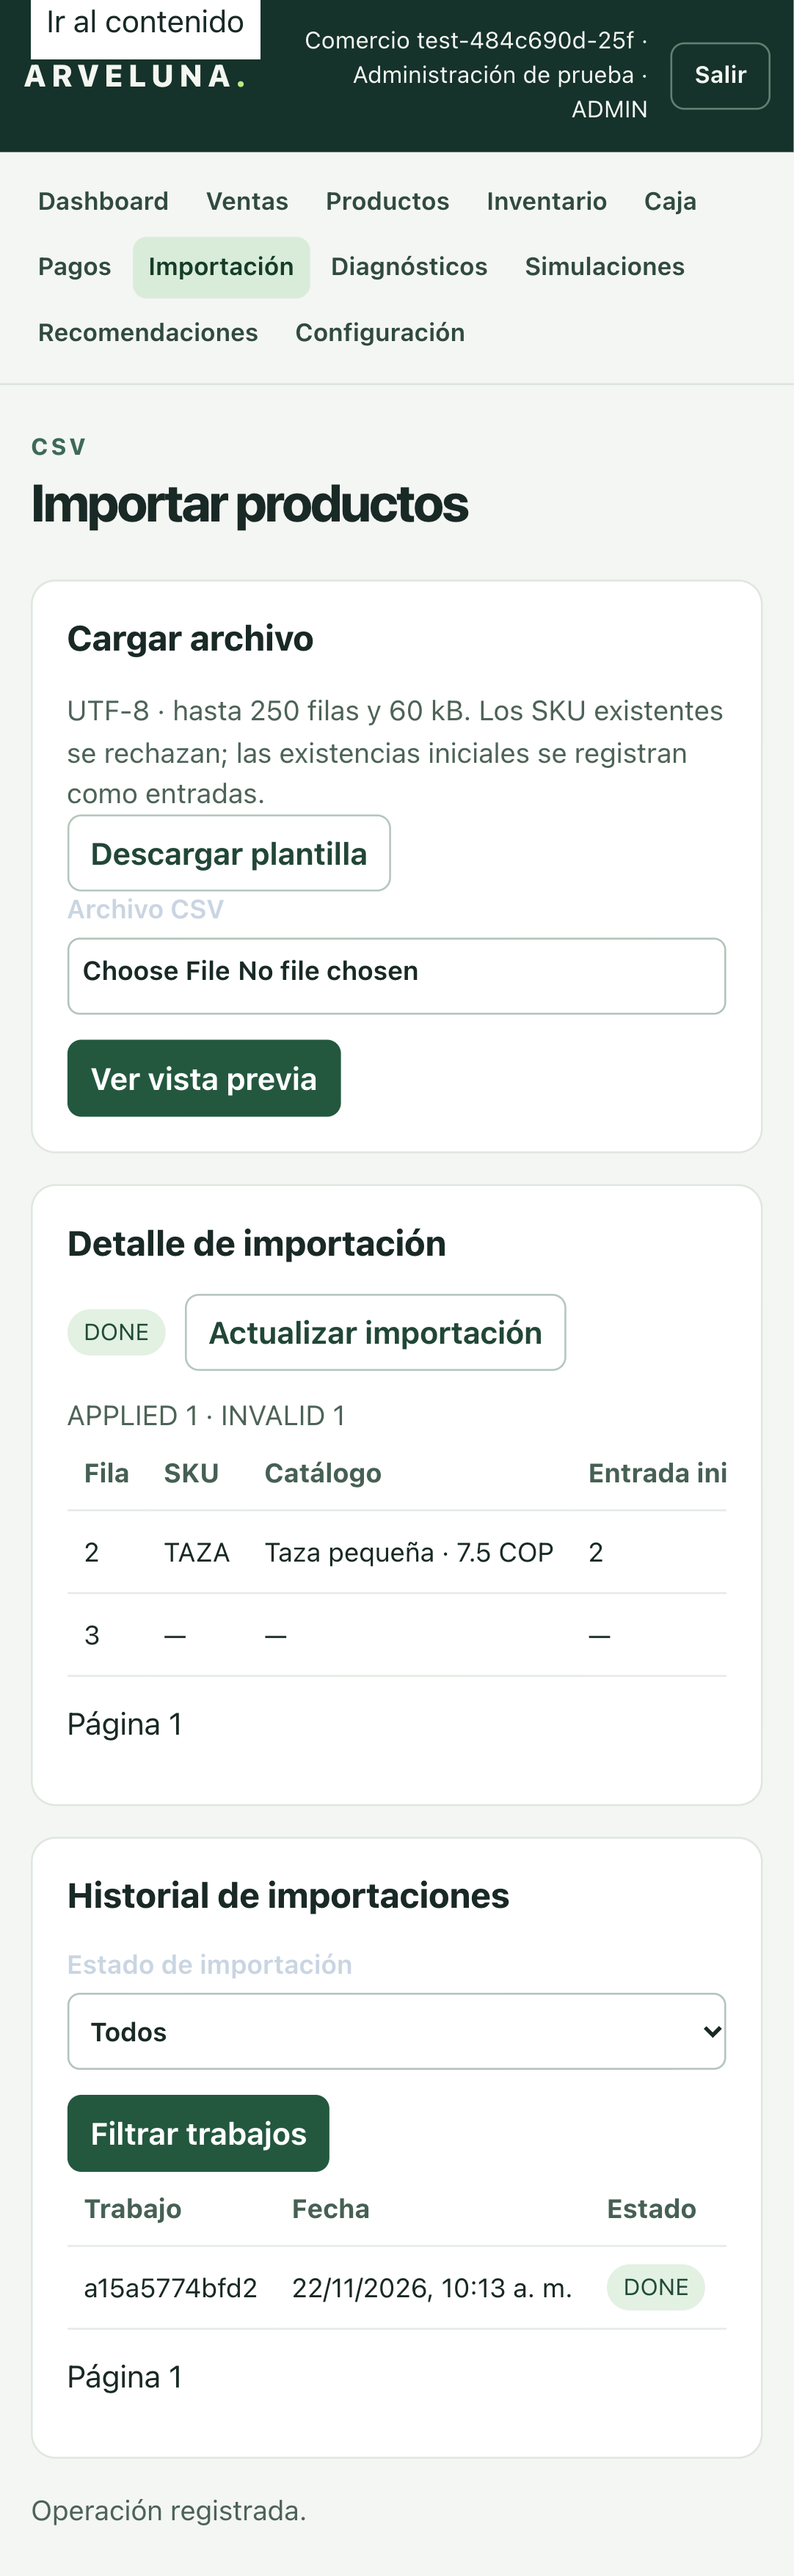 Ir al contenido
ARVELUNA.
Comercio test-484c690d-25f ·
Administración de prueba ·
ADMIN
Salir
Dashboard Ventas Productos Inventario Caja
Pagos Importación Diagnósticos Simulaciones
Recomendaciones Configuración
CSV
Importar productos
Cargar archivo
UTF-8 · hasta 250 filas y 60 kB. Los SKU existentes
se rechazan; las existencias iniciales se registran
como entradas.
Descargar plantilla
Archivo CSV
Choose File No file chosen
Ver vista previa
Detalle de importación
DONE Actualizar importación
APPLIED 1 · INVALID 1
Fila SKU Catálogo Entrada ini
2 TAZA Taza pequeña · 7.5 COP 2
3 — — —
Página 1
Historial de importaciones
Estado de importación
Todos
Filtrar trabajos
Trabajo Fecha Estado
a15a5774bfd2 22/11/2026, 10:13 a. m. DONE
Página 1
Operación registrada.